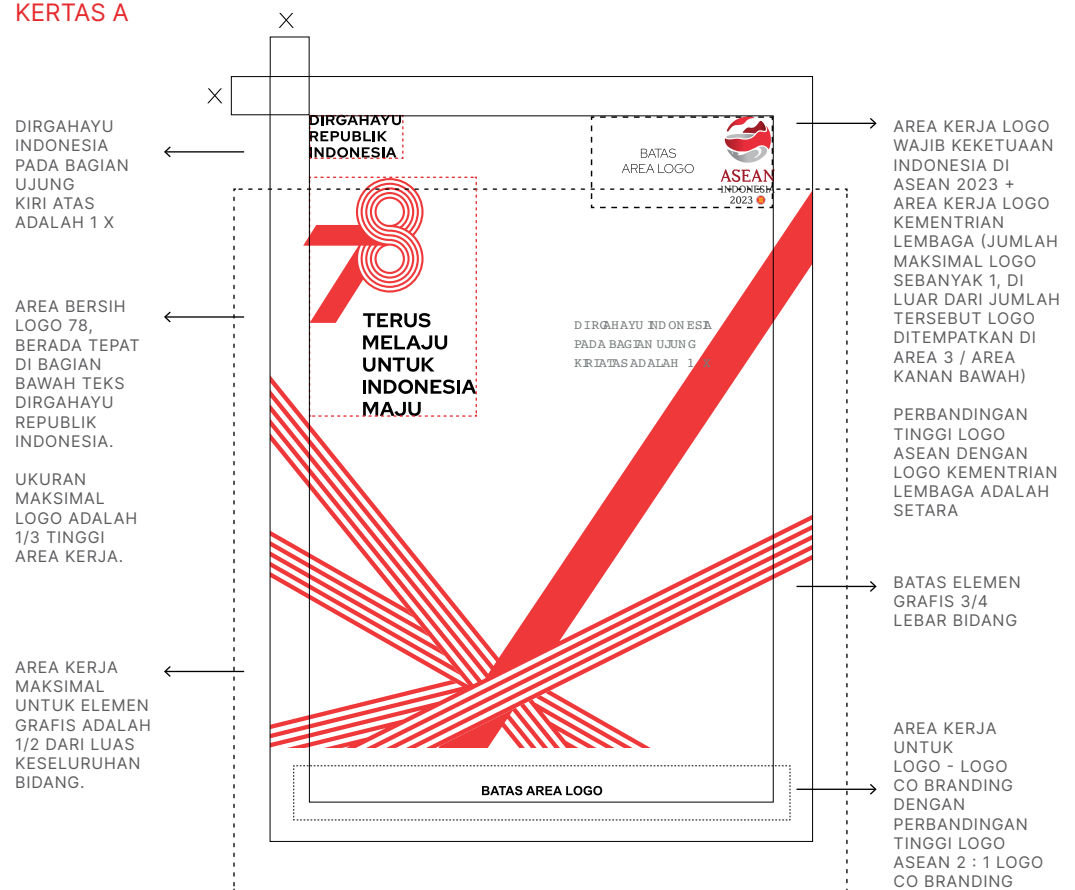 KERTAS A
X
X
DIRGAHAYU
INDONESIA
PADA BAGIAN
UJUNG
KIRI ATAS
ADALAH 1 X
AREA BERSIH
LOGO 78,
BERADA TEPAT
DI BAGIAN
BAWAH TEKS
DIRGAHAYU
REPUBLIK
INDONESIA.
UKURAN
MAKSIMAL
LOGO ADALAH
1/3 TINGGI
AREA KERJA.
AREA KERJA
MAKSIMAL
UNTUK ELEMEN
GRAFIS ADALAH
1/2 DARI LUAS
KESELURUHAN
BIDANG.
DIRGAHAYU
REPUBLIK
INDONESIA
78
TERUS
MELAJU
UNTUK
INDONESIA
MAJU
BATAS
AREA LOGO
ASEAN
INDONESIA
2023
DIRGAHAYU INDONESIA
PADA BAGIAN UJUNG
KIRI ATAS ADALAH 1 X
BATAS AREA LOGO
AREA KERJA LOGO
WAJIB KEKETUAAN
INDONESIA DI
ASEAN 2023 +
AREA KERJA LOGO
KEMENTRIAN
LEMBAGA (JUMLAH
MAKSIMAL LOGO
SEBANYAK 1, DI
LUAR DARI JUMLAH
TERSEBUT LOGO
DITEMPATKAN DI
AREA 3 / AREA
KANAN BAWAH)
PERBANDINGAN
TINGGI LOGO
ASEAN DENGAN
LOGO KEMENTRIAN
LEMBAGA ADALAH
SETARA
BATAS ELEMEN
GRAFIS 3/4
LEBAR BIDANG
AREA KERJA
UNTUK
LOGO - LOGO
CO BRANDING
DENGAN
PERBANDINGAN
TINGGI LOGO
ASEAN 2 : 1 LOGO
CO BRANDING